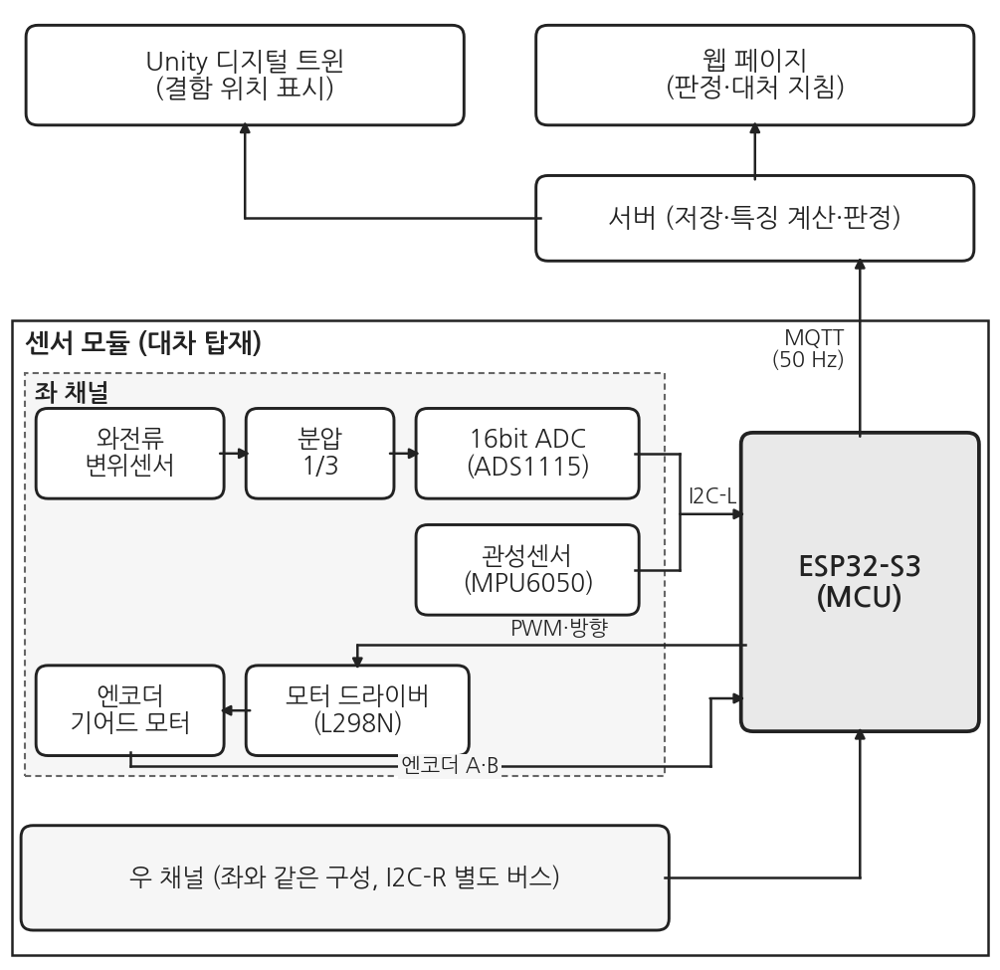 Unity 디지털 트윈
(결함 위치 표시)
웹 페이지
(판정·대처 지침)
서버 (저장·특징 계산·판정)
MQTT
(50 Hz)
센서 모듈 (대차 탑재)
좌 채널
와전류
변위센서
분압
1/3
16bit ADC
(ADS1115)
I2C-L
관성센서
(MPU6050)
ESP32-S3
(MCU)
PWM·방향
엔코더
기어드 모터
모터 드라이버
(L298N)
엔코더 A·B
우 채널 (좌와 같은 구성, I2C-R 별도 버스)